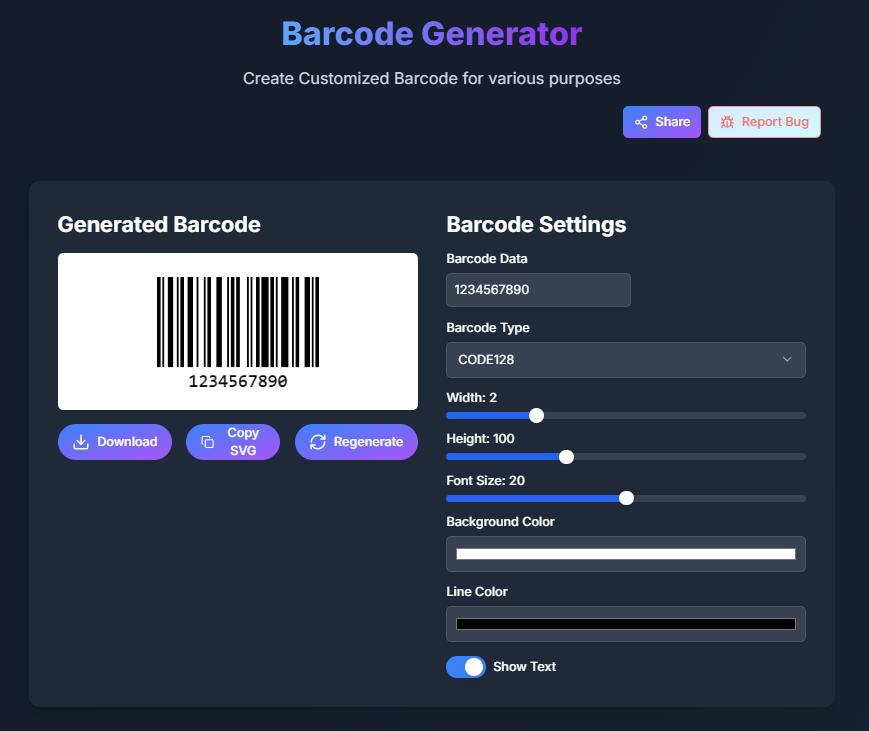 Barcode Generator
Create Customized Barcode for various purposes
Share
Report Bug
Generated Barcode
1234567890
Download
Copy
SVG
Regenerate
Barcode Settings
Barcode Data
1234567890
Barcode Type
CODE128
Width: 2
Height: 100
Font Size: 20
Background Color
Line Color
Show Text